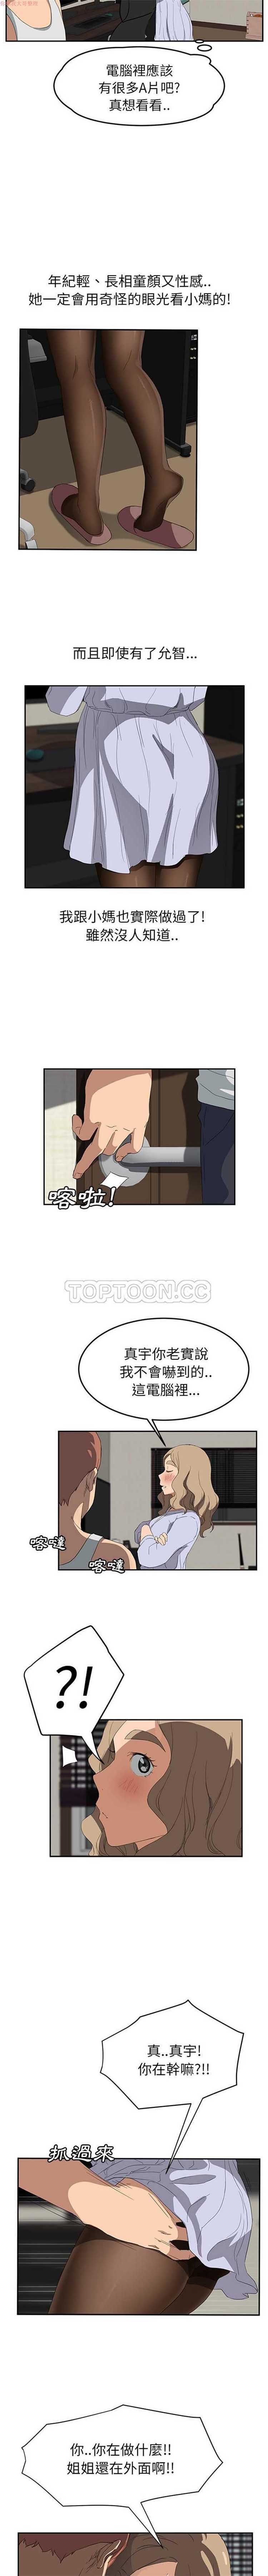 電腦裡應該
有很多A片吧?
真想看看..
年紀輕、長相童顏又性感..
她一定會用奇怪的眼光看小媽的!
而且即使有了允智...
我跟小媽也實際做過了!
雖然沒人知道..
喀啦!
TOPTOON.CC
真宇你老實說
我不會嚇到的..
這電腦裡...
喀噠
喀噠
?!
真..真宇!
你在幹嘛?!!
抓過來
你..你在做什麼!!
姐姐還在外面啊!!